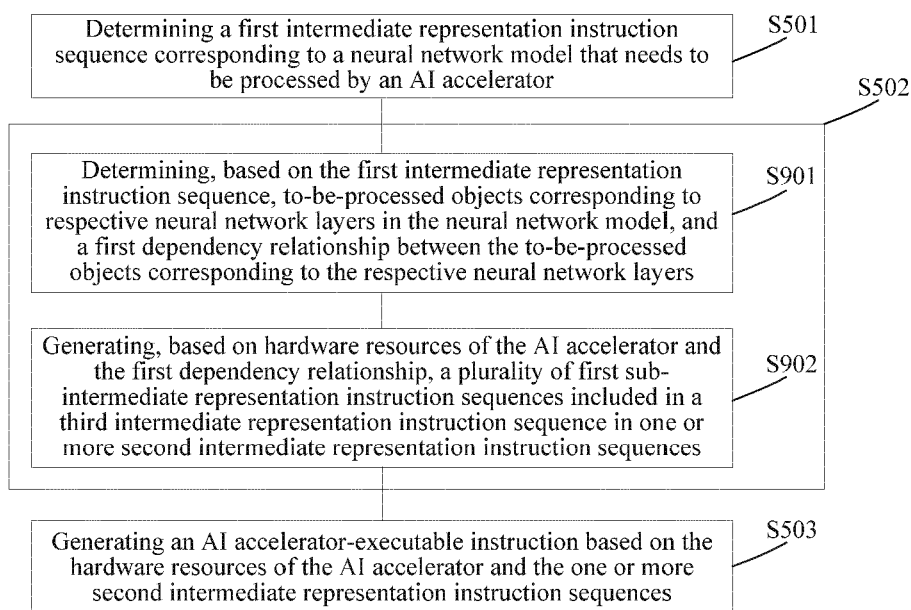 Determining a first intermediate representation instruction
sequence corresponding to a neural network model that needs to
be processed by an AI accelerator
S501
S502
Determining, based on the first intermediate representation
instruction sequence, to-be-processed objects corresponding to
respective neural network layers in the neural network model, and
a first dependency relationship between the to-be-processed
objects corresponding to the respective neural network layers
S901
Generating, based on hardware resources of the AI accelerator and
the first dependency relationship, a plurality of first sub-
intermediate representation instruction sequences included in a
third intermediate representation instruction sequence in one or
more second intermediate representation instruction sequences
S902
Generating an AI accelerator-executable instruction based on the
hardware resources of the AI accelerator and the one or more
second intermediate representation instruction sequences
S503